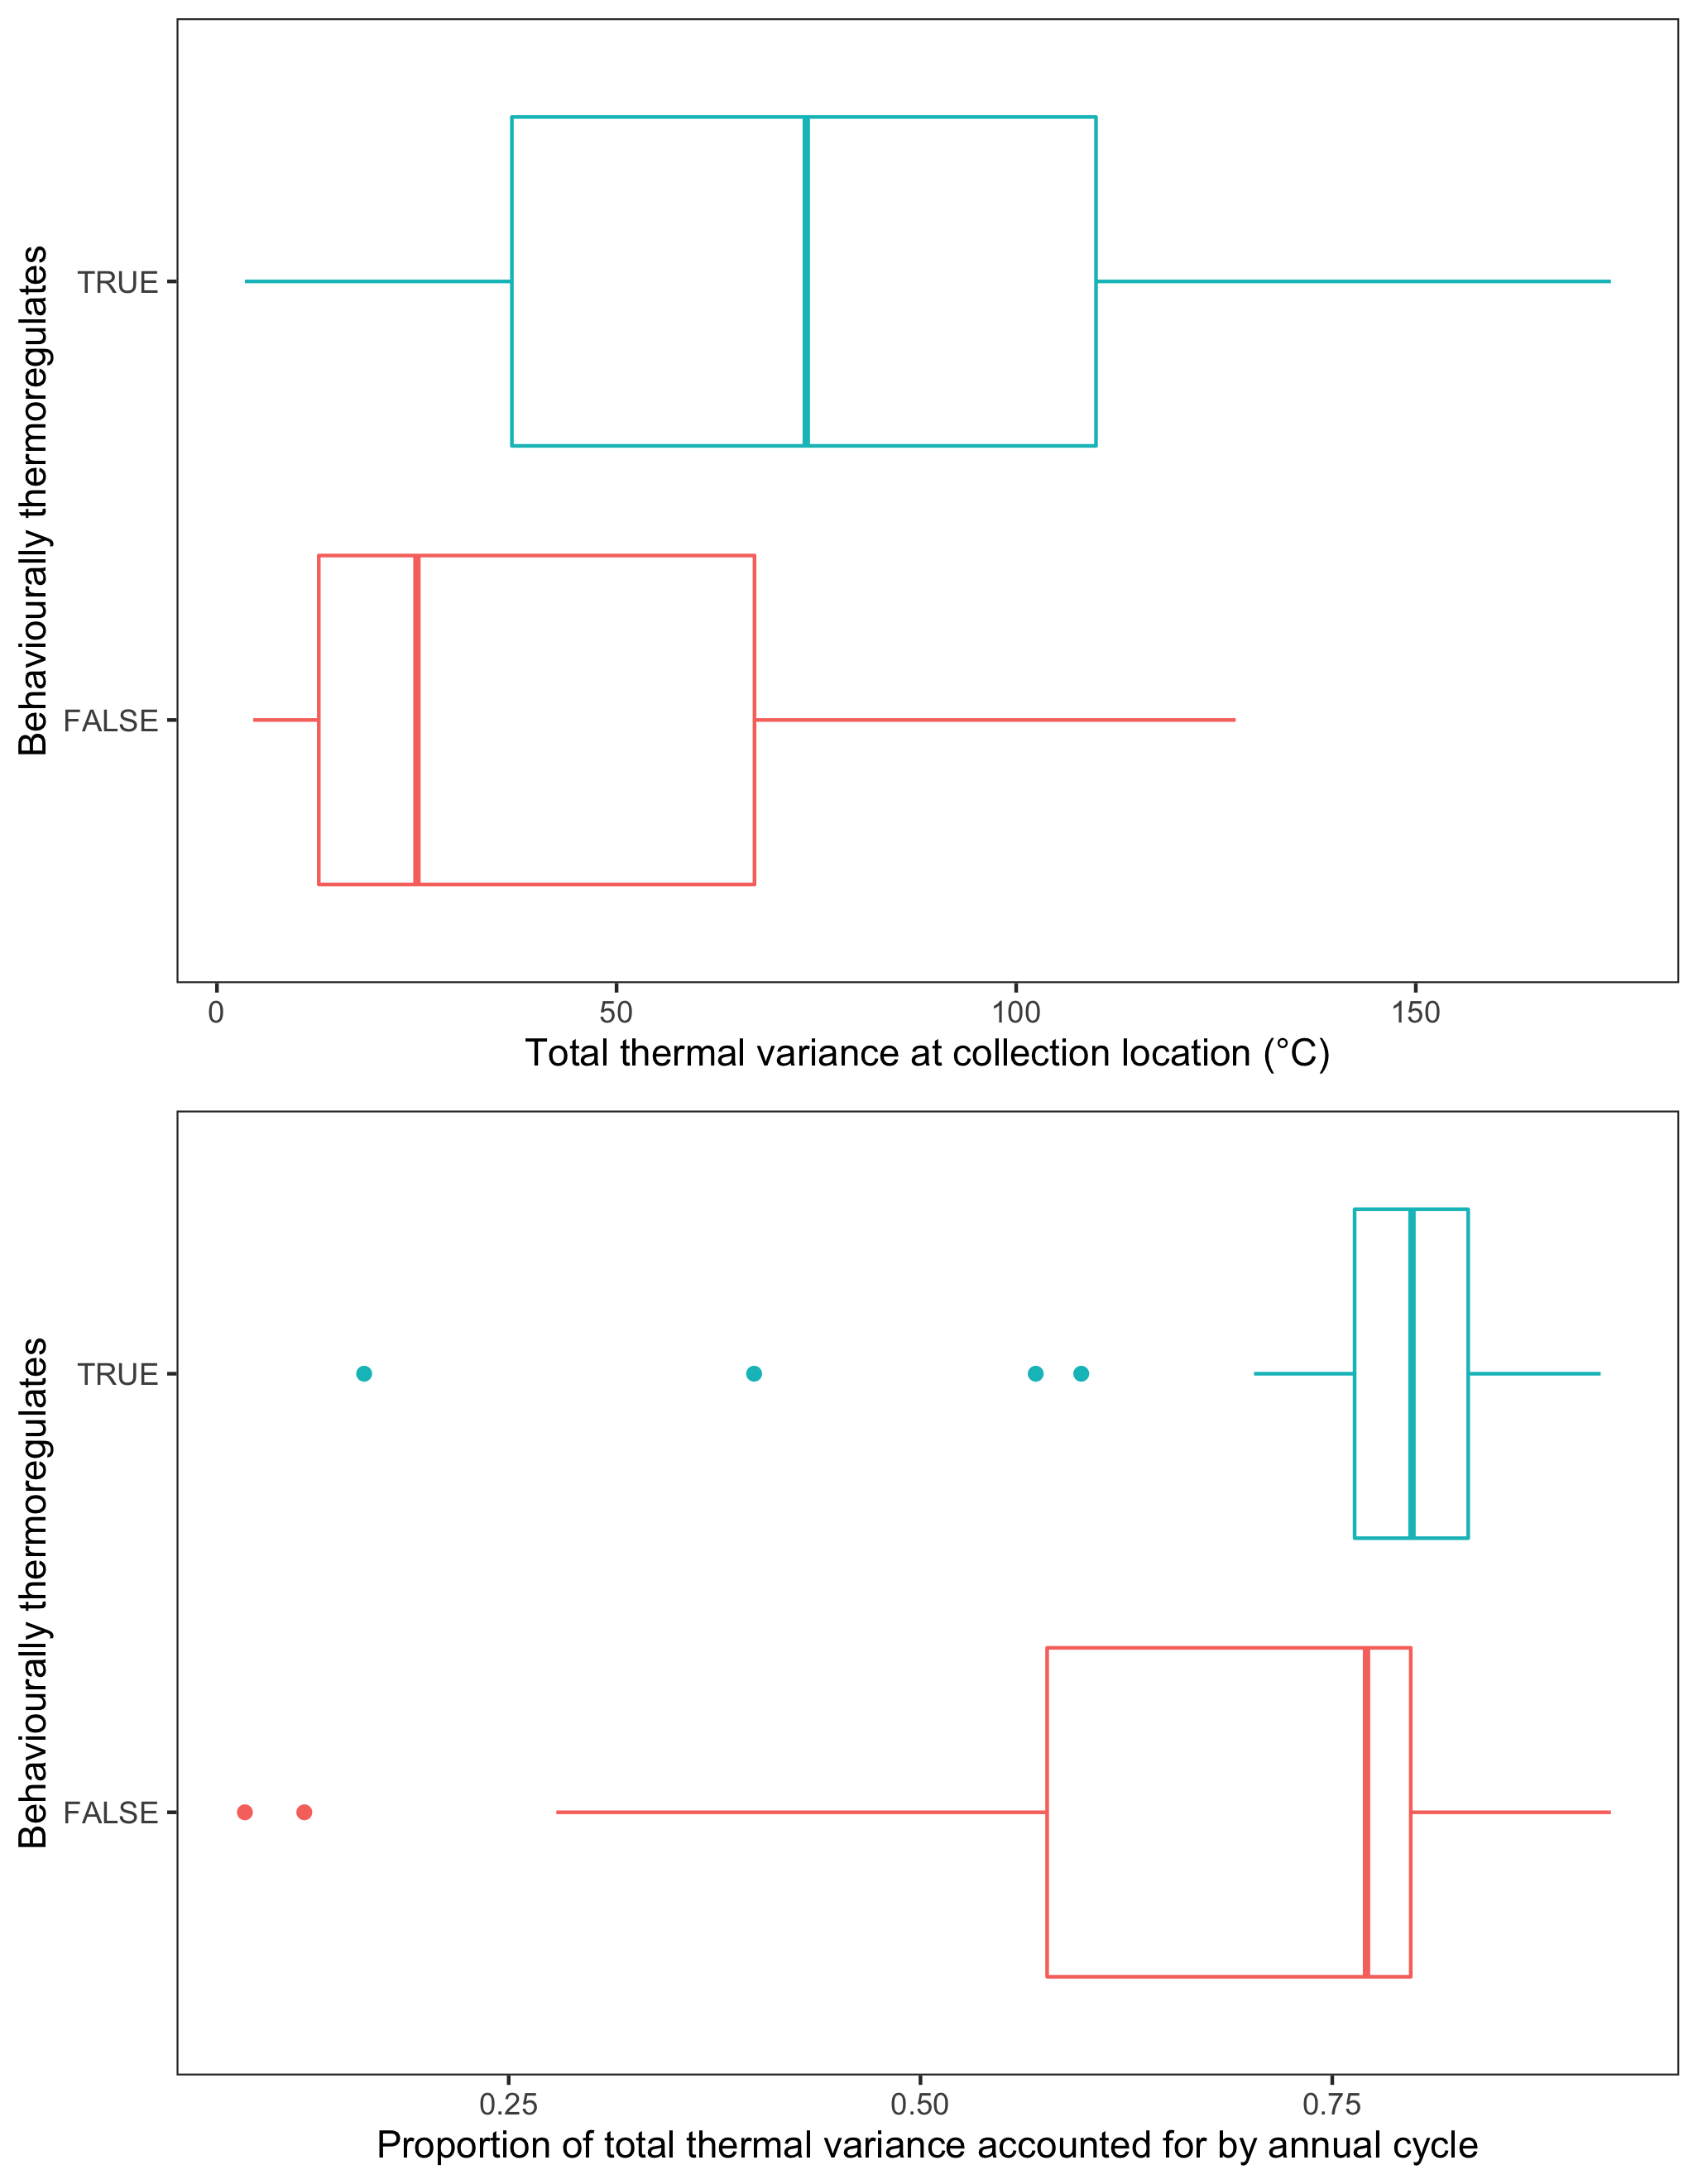 Behaviourally thermoregulates
TRUE
FALSE
0
50
100
150
Total thermal variance at collection location (°C)
Behaviourally thermoregulates
TRUE
FALSE
0.25
0.50
0.75
Proportion of total thermal variance accounted for by annual cycle